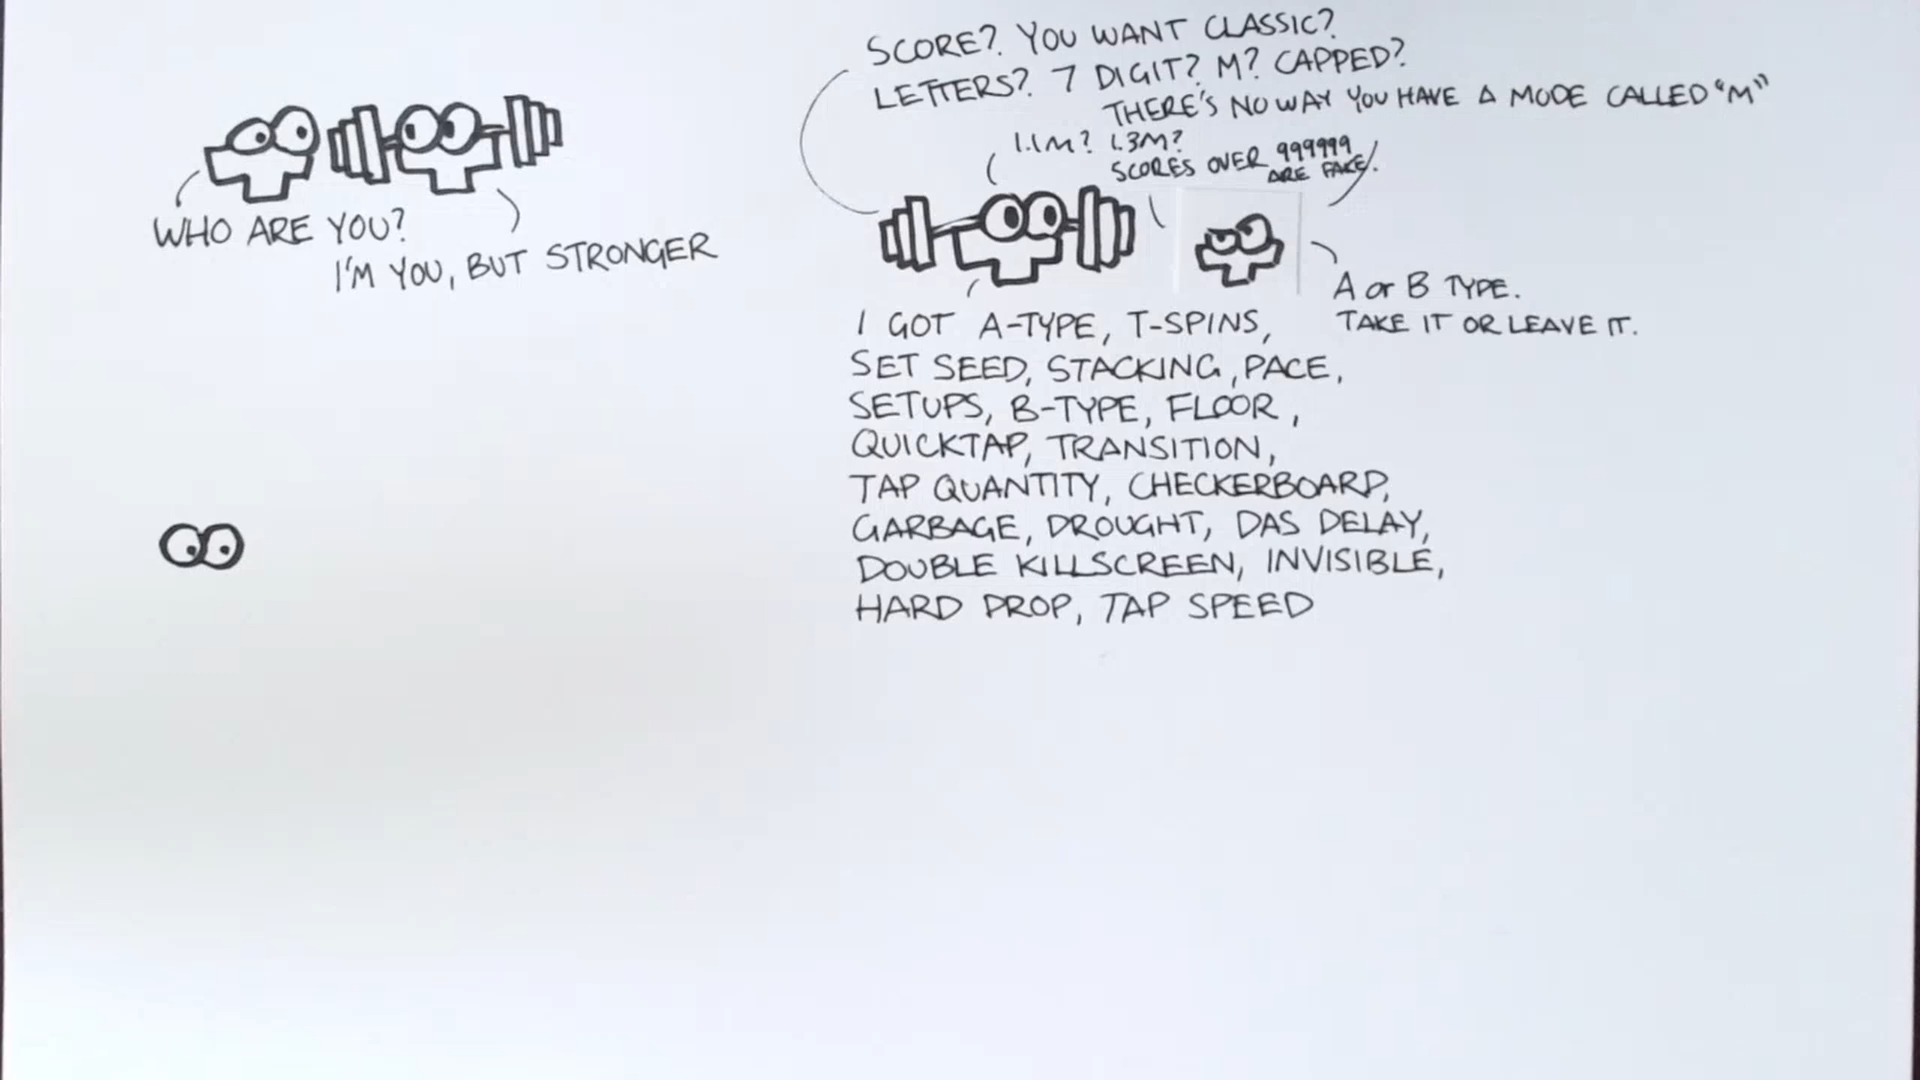 WHO ARE YOU?
I'M YOU, BUT STRONGER
SCORE? YOU WANT CLASSIC?
LETTERS? 7 DIGIT? M? CAPPED?
THERE'S NO WAY YOU HAVE A MODE CALLED "M"
1.1M? 1.3M?
SCORES OVER 999999
ARE FAKE.
A or B TYPE.
TAKE IT OR LEAVE IT.
I GOT A-TYPE, T-SPINS,
SET SEED, STACKING, PACE,
SETUPS, B-TYPE, FLOOR,
QUICKTAP, TRANSITION,
TAP QUANTITY, CHECKERBOARD,
GARBAGE, DROUGHT, DAS DELAY,
DOUBLE KILLSCREEN, INVISIBLE,
HARD DROP, TAP SPEED